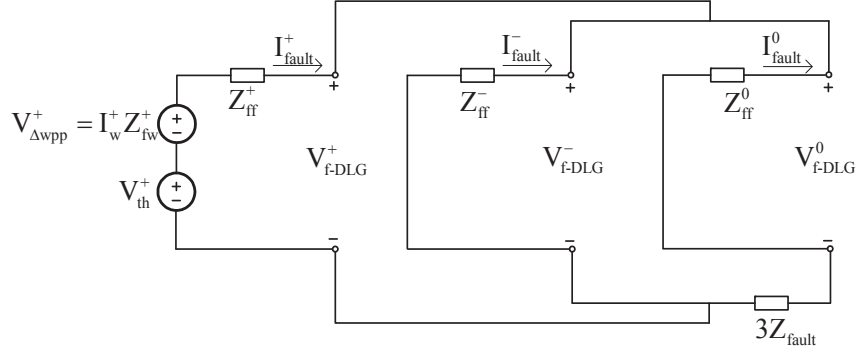 I⁺fault
I⁻fault
I⁰fault
+
+
+
Z⁺ff
Z⁻ff
Z⁰ff
V⁺Δwpp = I⁺w Z⁺fw
+
−
V⁺f-DLG
V⁻f-DLG
V⁰f-DLG
V⁺th
+
−
−
−
−
3Zfault